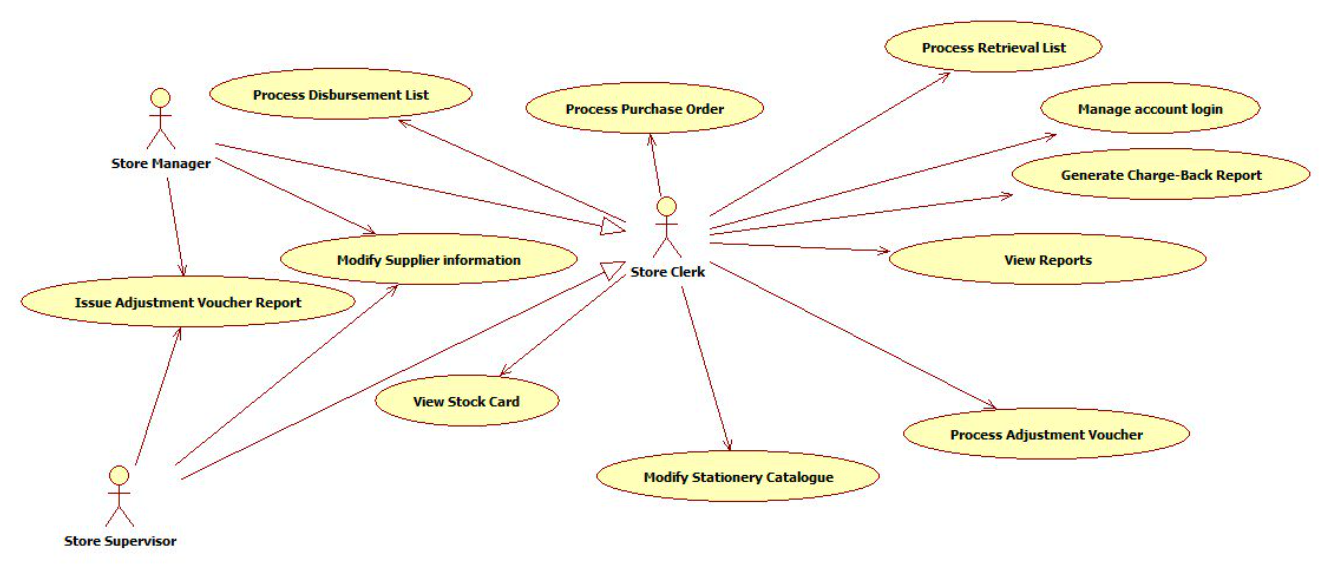 Process Retrieval List
Process Disbursement List
Process Purchase Order
Manage account login
Store Manager
Generate Charge-Back Report
Modify Supplier information
View Reports
Store Clerk
Issue Adjustment Voucher Report
View Stock Card
Process Adjustment Voucher
Modify Stationery Catalogue
Store Supervisor